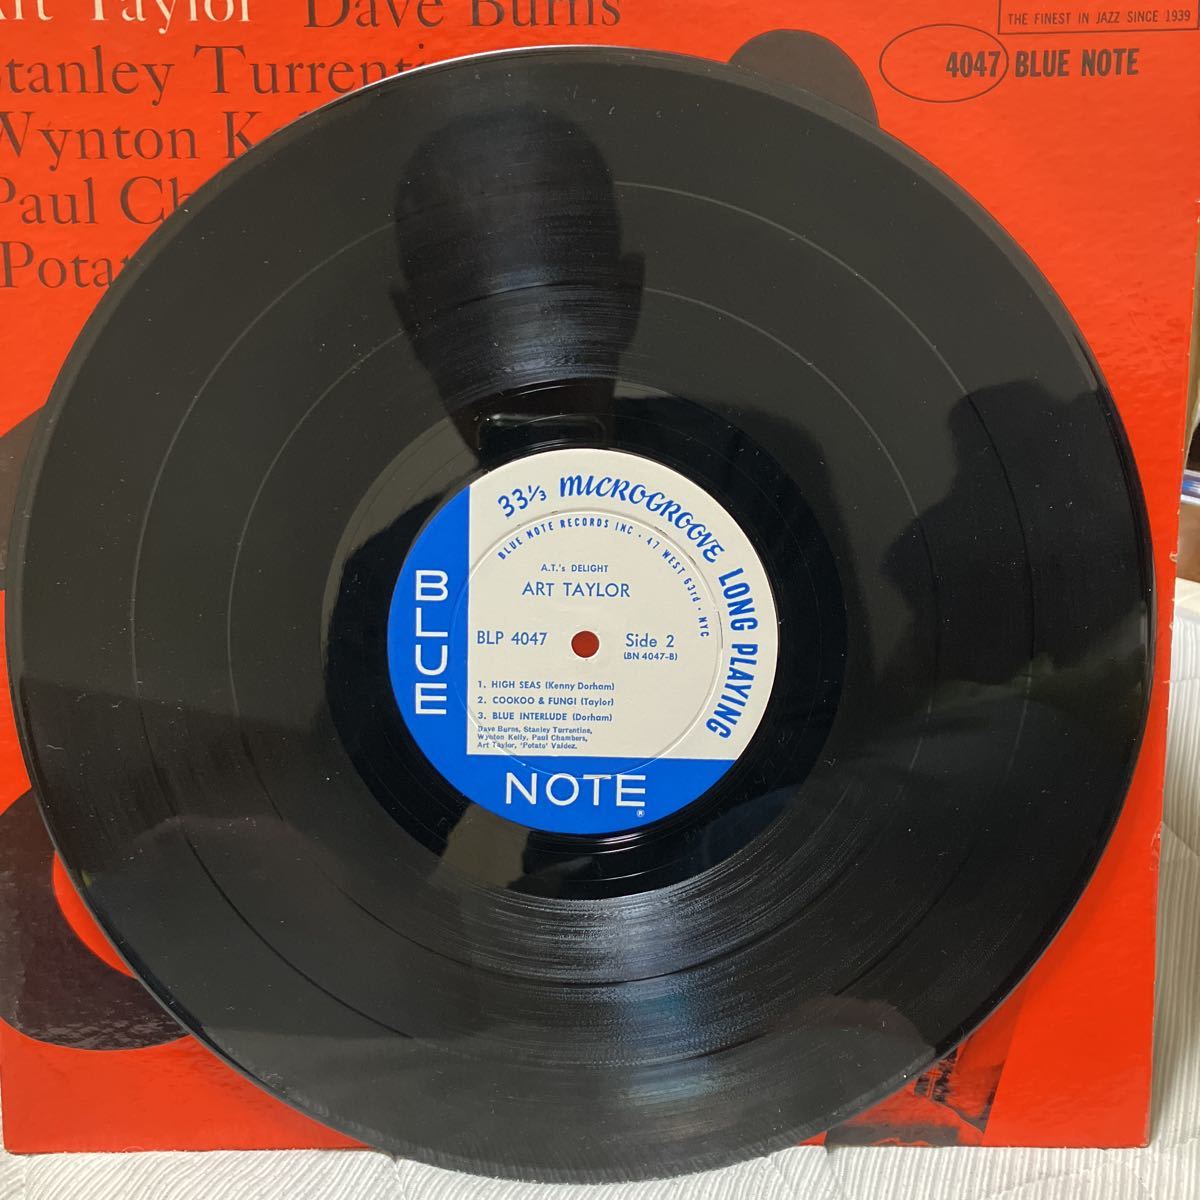 Art Taylor Dave Burns
Stanley
Wynton
Paul
THE FINEST IN JAZZ SINCE 1939
4047 BLUE NOTE
33⅓ MICROGROOVE LONG PLAYING
BLUE NOTE RECORDS INC • 47 WEST 63rd • NYC
A.T.'s DELIGHT
ART TAYLOR
BLP 4047 Side 2
(BN 4047-B)
1. HIGH SEAS (Kenny Dorham)
2. COOKOO & FUNGI (Taylor)
3. BLUE INTERLUDE (Dorham)
Dave Burns, Stanley Turrentine,
Wynton Kelly, Paul Chambers,
Art Taylor, 'Potato' Valdez.
BLUE
NOTE
®